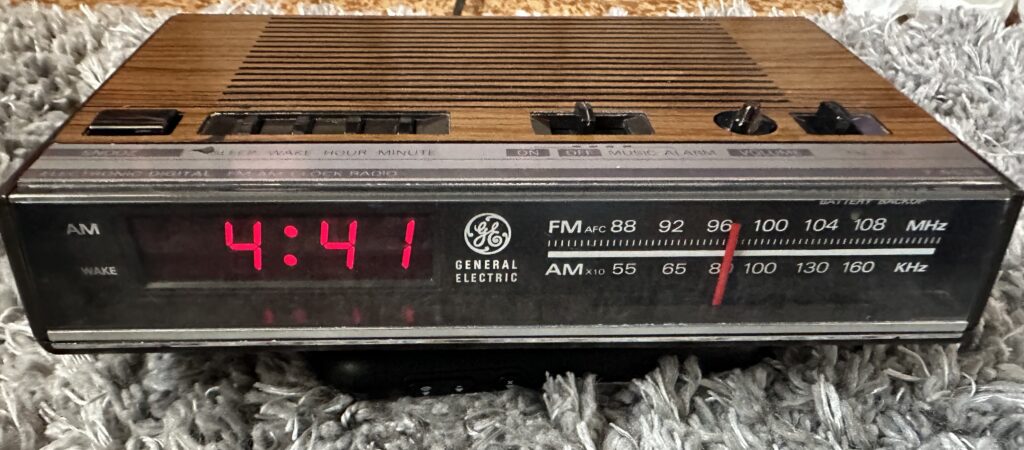 SNOOZ
SLEEP WAKE HOUR MINUTE
ON OFF MUSIC ALARM VOLUME
ELECTRONIC DIGITAL FM-AM CLOCK RADIO
BATTERY BACKUP
AM
WAKE
4:41
GE
GENERAL
ELECTRIC
FM AFC 88 92 96 100 104 108 MHz
AM X10 55 65 80 100 130 160 KHz